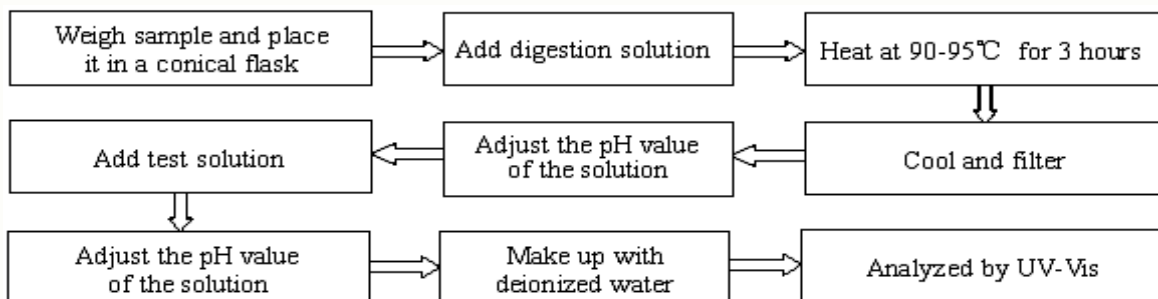 Weigh sample and place
it in a conical flask
Add digestion solution
Heat at 90-95℃ for 3 hours
Cool and filter
Adjust the pH value
of the solution
Add test solution
Adjust the pH value
of the solution
Make up with
deionized water
Analyzed by UV-Vis